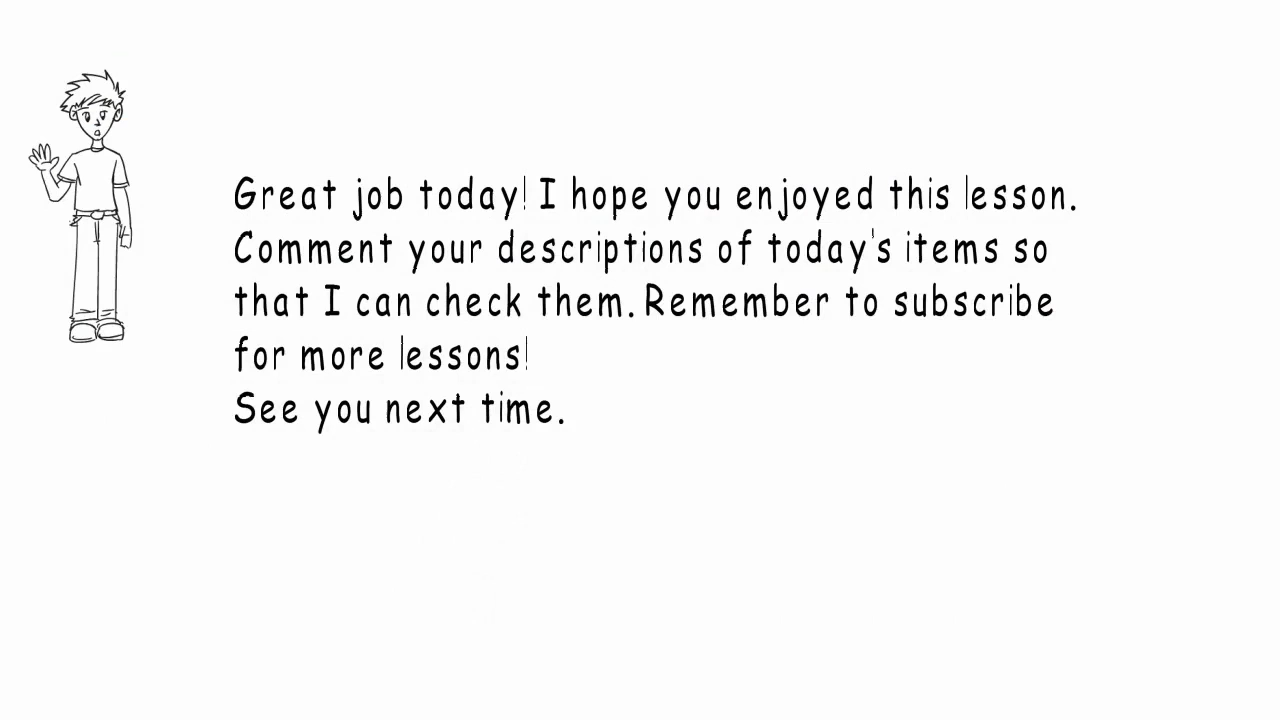 Great job today! I hope you enjoyed this lesson.
Comment your descriptions of today's items so
that I can check them. Remember to subscribe
for more lessons!
See you next time.